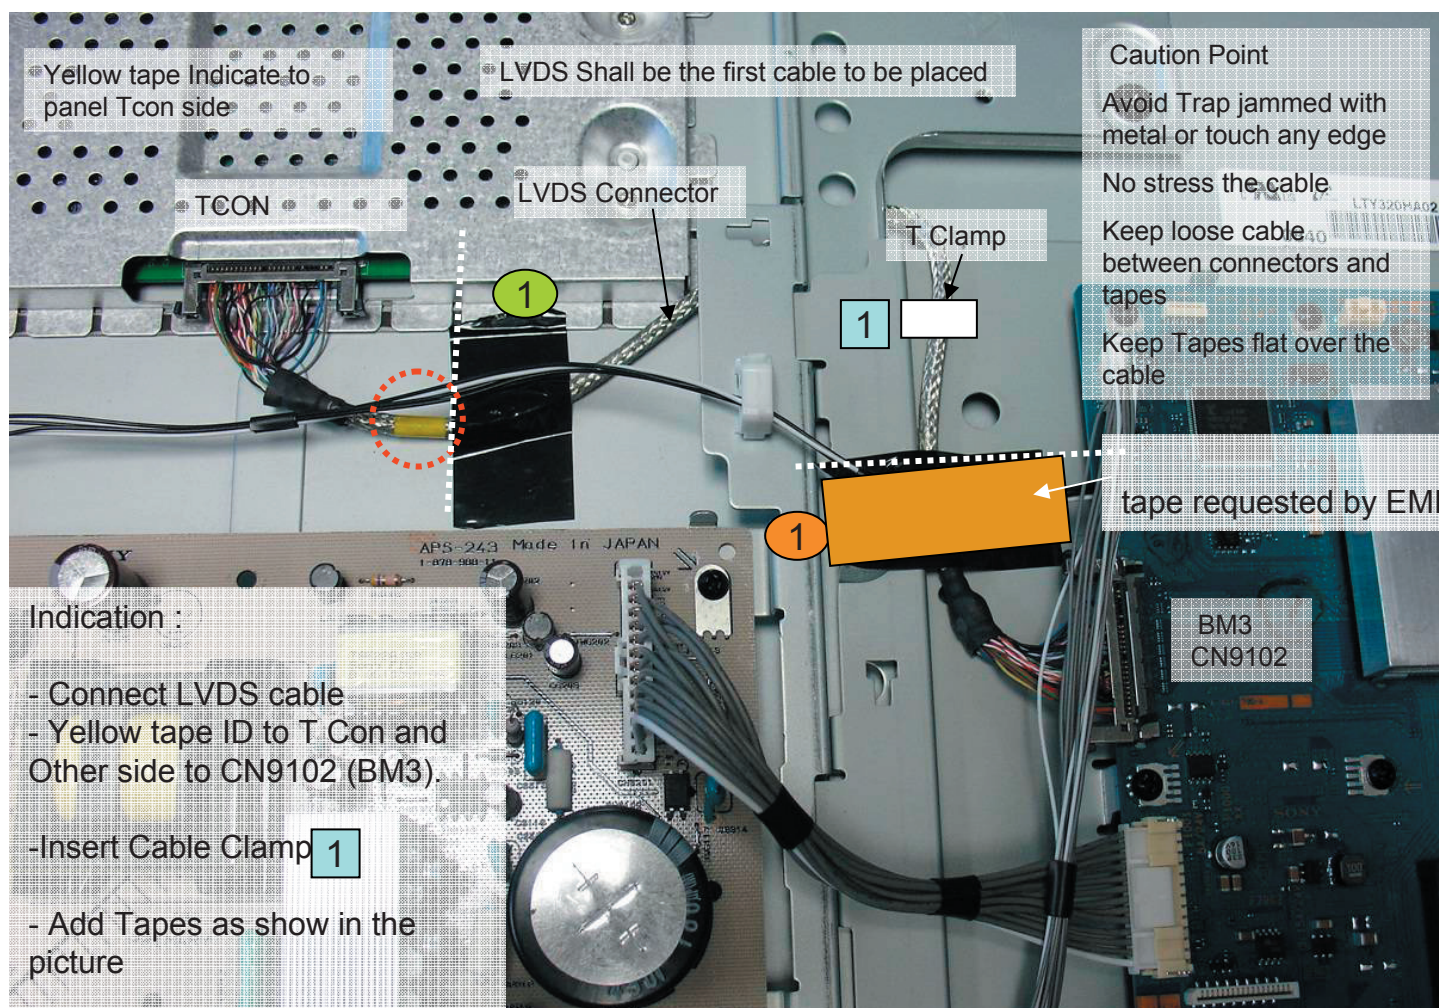 Yellow tape Indicate to
panel Tcon side
LVDS Shall be the first cable to be placed
Caution Point
Avoid Trap jammed with
metal or touch any edge
No stress the cable
Keep loose cable
between connectors and
tapes
Keep Tapes flat over the
cable
LTY320HA02
TCON
LVDS Connector
T Clamp
1
1
tape requested by EMI
1
APS-243 Made in JAPAN
BM3
CN9102
Indication :
- Connect LVDS cable
- Yellow tape ID to T Con and
Other side to CN9102 (BM3).
-Insert Cable Clamp 1
- Add Tapes as show in the
picture
SONY
100